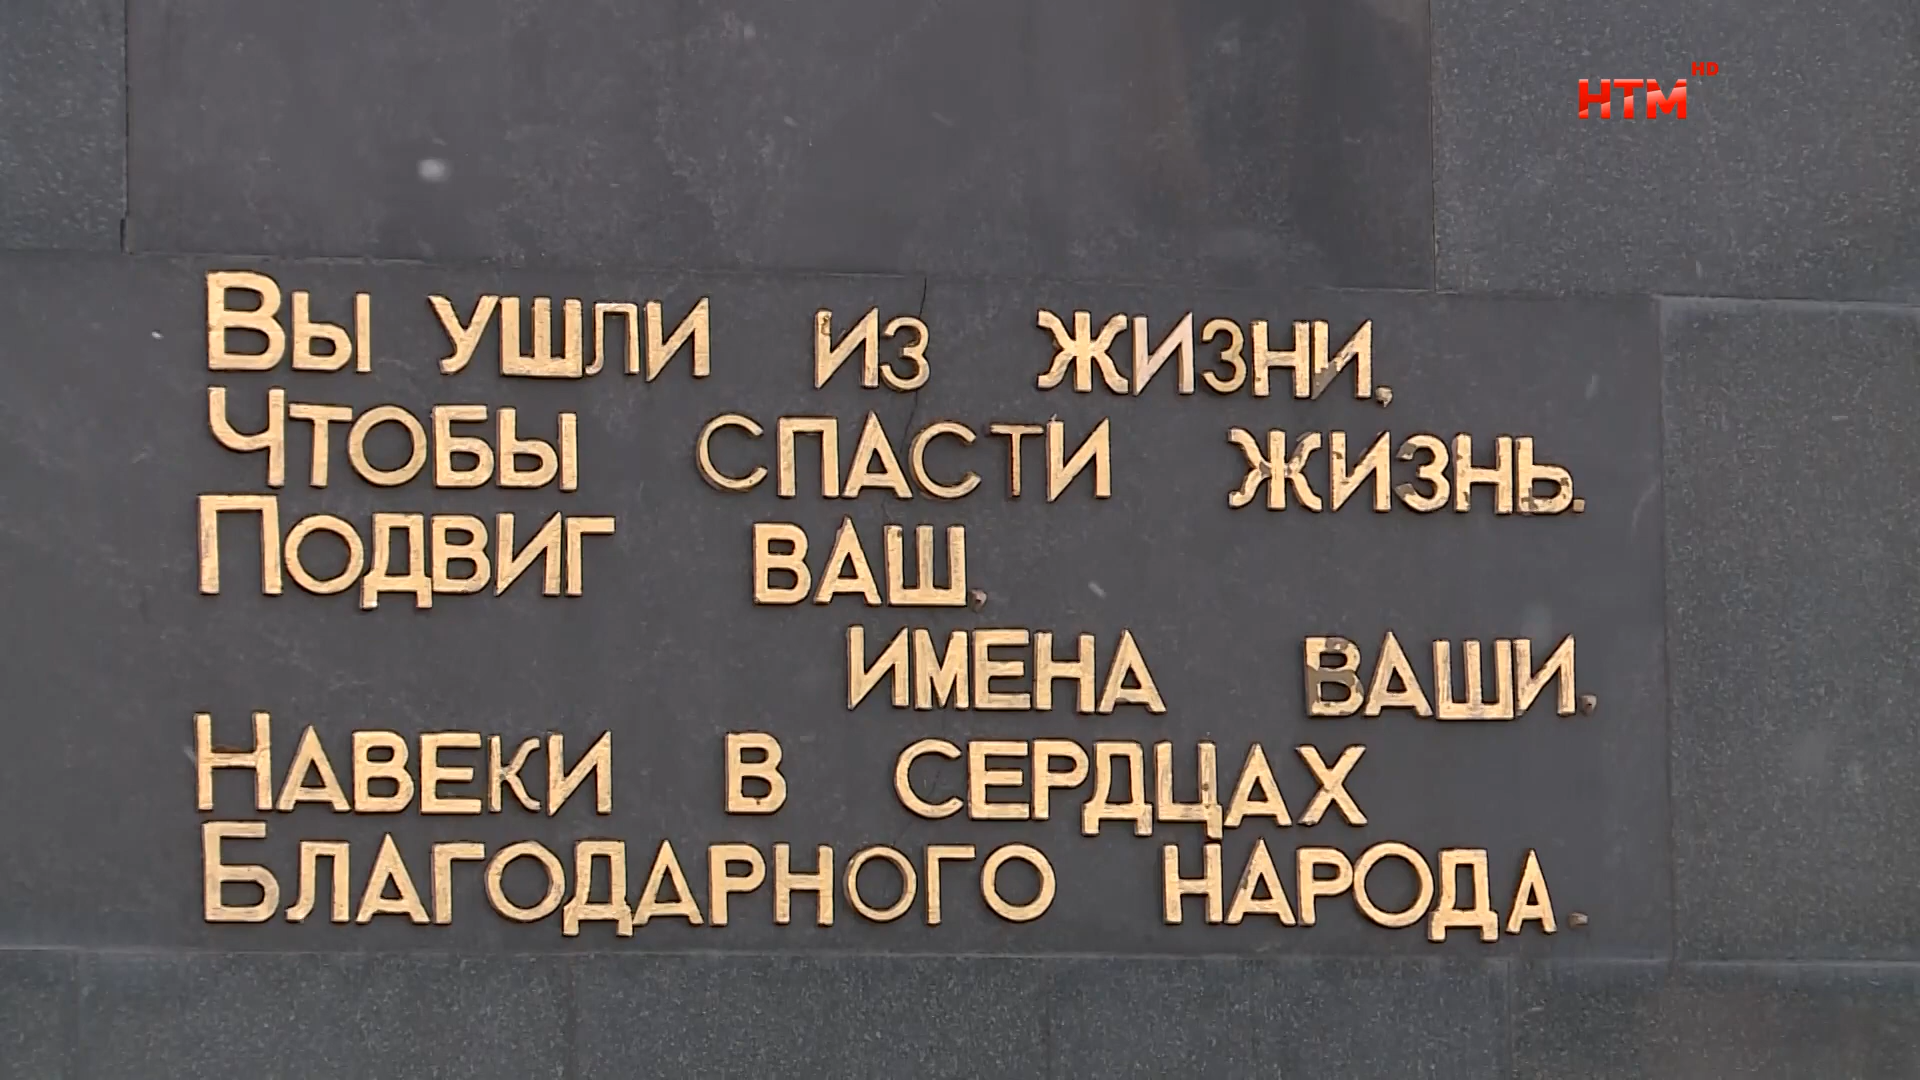 HD
НТМ
Вы ушли из жизни,
Чтобы спасти жизнь.
Подвиг ваш,
имена ваши,
Навеки в сердцах
Благодарного народа.